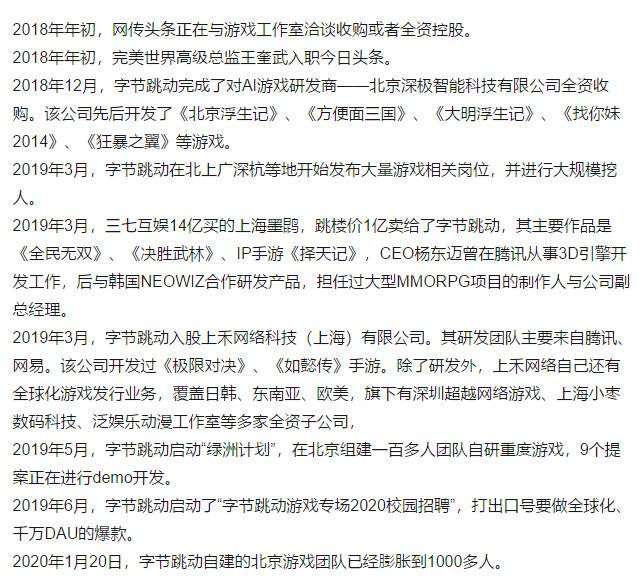 2018年年初，网传头条正在与游戏工作室洽谈收购或者全资控股。
2018年年初，完美世界高级总监王奎武入职今日头条。
2018年12月，字节跳动完成了对AI游戏研发商——北京深极智能科技有限公司全资收
购。该公司先后开发了《北京浮生记》、《方便面三国》、《大明浮生记》、《找你妹
2014》、《狂暴之翼》等游戏。
2019年3月，字节跳动在北上广深杭等地开始发布大量游戏相关岗位，并进行大规模挖
人。
2019年3月，三七互娱14亿买的上海墨鹍，跳楼价1亿卖给了字节跳动，其主要作品是
《全民无双》、《决胜武林》、IP手游《择天记》，CEO杨东迈曾在腾讯从事3D引擎开
发工作，后与韩国NEOWIZ合作研发产品，担任过大型MMORPG项目的制作人与公司副
总经理。
2019年3月，字节跳动入股上禾网络科技（上海）有限公司。其研发团队主要来自腾讯、
网易。该公司开发过《极限对决》、《如懿传》手游。除了研发外，上禾网络自己还有
全球化游戏发行业务，覆盖日韩、东南亚、欧美，旗下有深圳超越网络游戏、上海小枣
数码科技、泛娱乐动漫工作室等多家全资子公司，
2019年5月，字节跳动启动“绿洲计划”，在北京组建一百多人团队自研重度游戏，9个提
案正在进行demo开发。
2019年6月，字节跳动启动了“字节跳动游戏专场2020校园招聘”，打出口号要做全球化、
千万DAU的爆款。
2020年1月20日，字节跳动自建的北京游戏团队已经膨胀到1000多人。